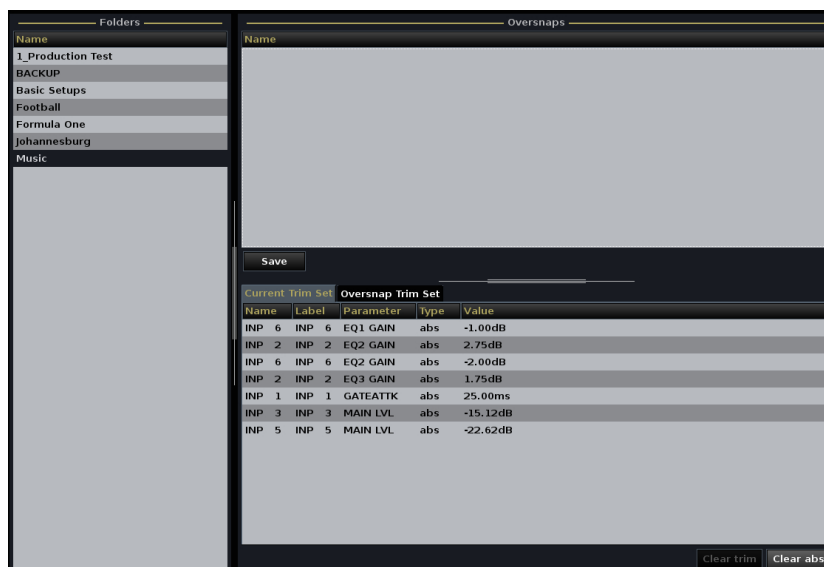 Folders
Name
1_Production Test
BACKUP
Basic Setups
Football
Formula One
Johannesburg
Music
Oversnaps
Name
Save
Current Trim Set Oversnap Trim Set
Name Label Parameter Type Value
INP 6 INP 6 EQ1 GAIN abs -1.00dB
INP 2 INP 2 EQ2 GAIN abs 2.75dB
INP 6 INP 6 EQ2 GAIN abs -2.00dB
INP 2 INP 2 EQ3 GAIN abs 1.75dB
INP 1 INP 1 GATEATTK abs 25.00ms
INP 3 INP 3 MAIN LVL abs -15.12dB
INP 5 INP 5 MAIN LVL abs -22.62dB
Clear trim Clear abs